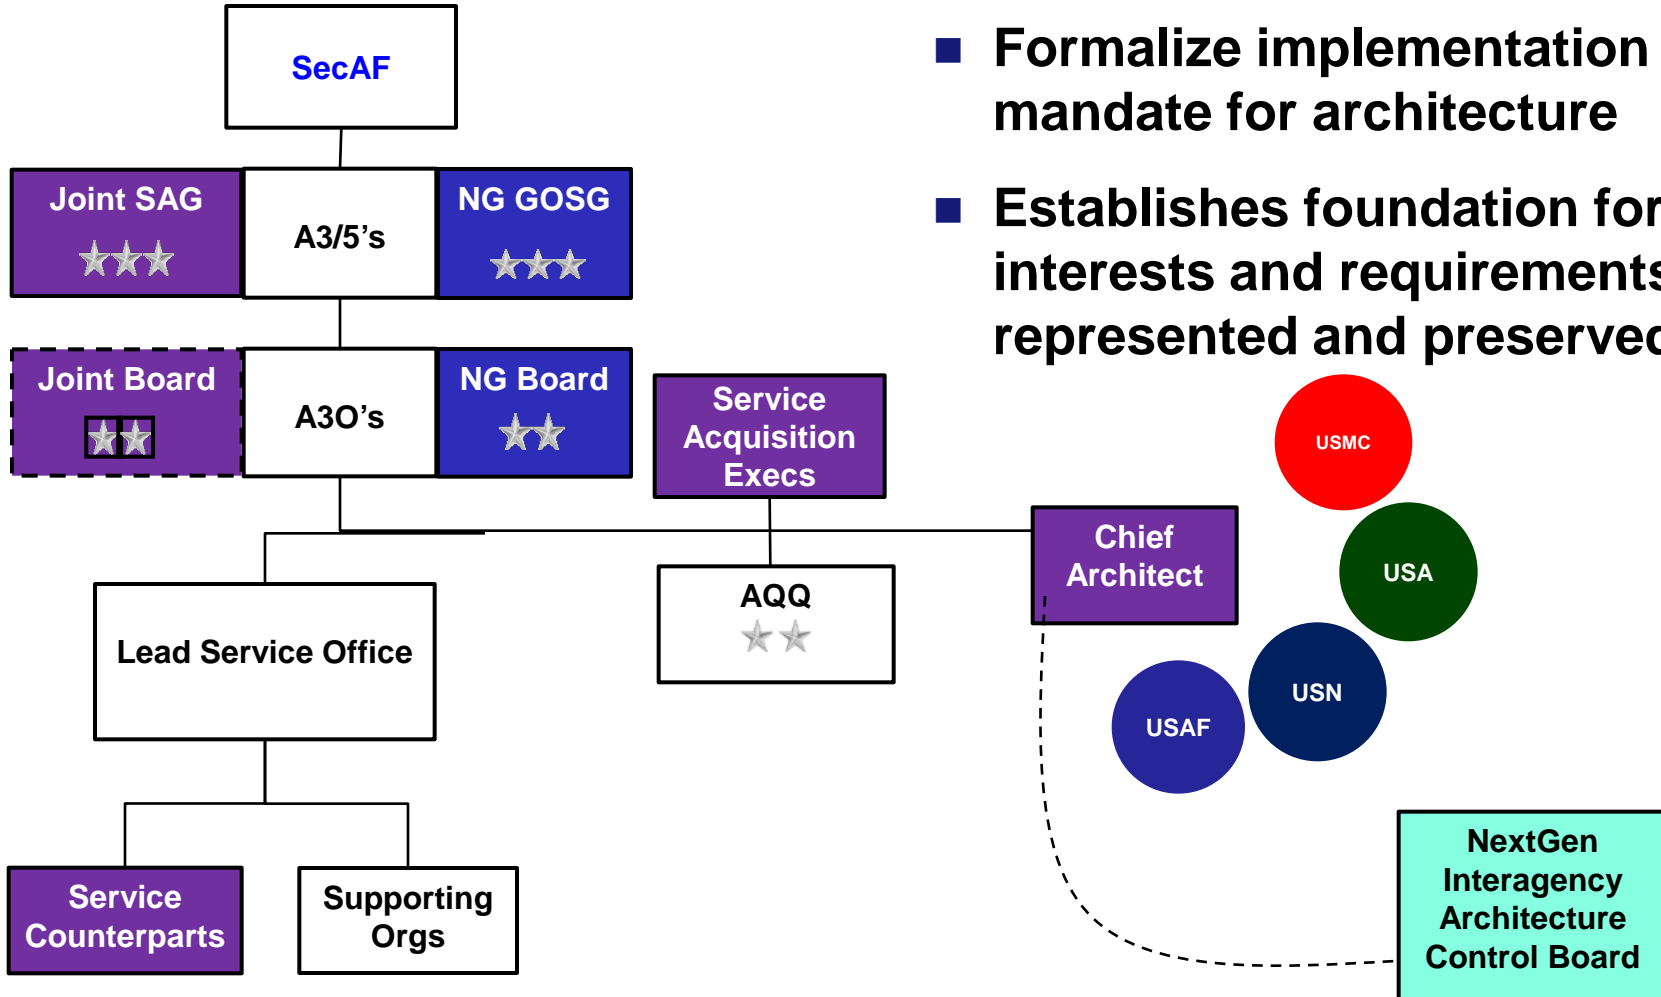 SecAF
Joint SAG
A3/5’s
NG GOSG
Joint Board
A3O’s
NG Board
Service
Acquisition
Execs
AQQ
Chief
Architect
Lead Service Office
Service
Counterparts
Supporting
Orgs
■ Formalize implementation
mandate for architecture
■ Establishes foundation for
interests and requirements
represented and preserved
USMC
USA
USN
USAF
NextGen
Interagency
Architecture
Control Board